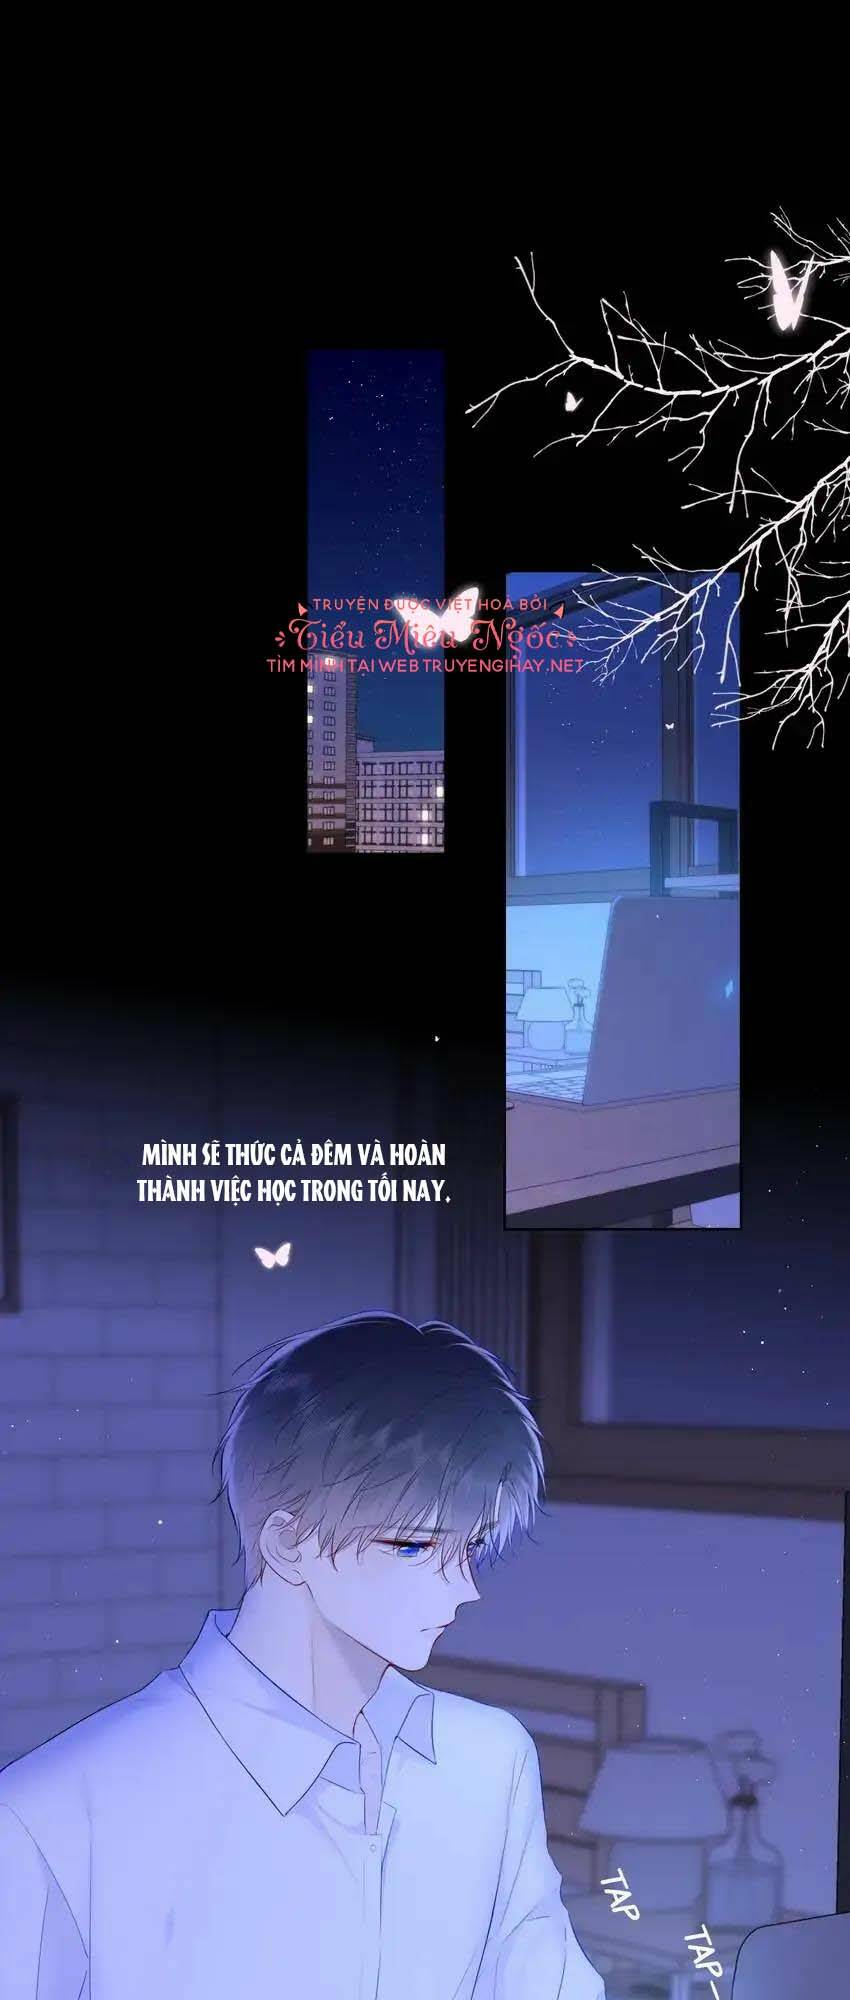 TRUYỆN ĐƯỢC VIỆT HOÁ BỞI
Tiểu Miêu Ngốc
TÌM MÌNH TẠI WEB TRUYENGIHAY.NET
MÌNH SẼ THỨC CẢ ĐÊM VÀ HOÀN
THÀNH VIỆC HỌC TRONG TỐI NAY.
TAP
TAP—